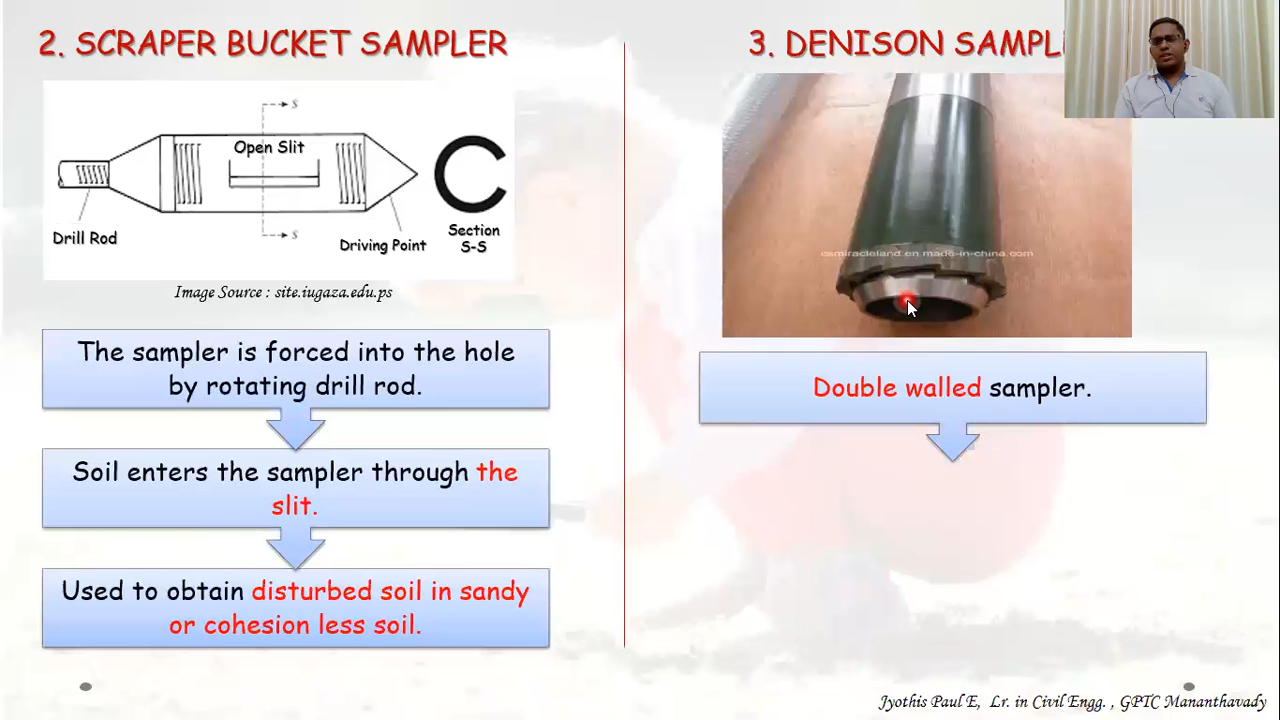 2. SCRAPER BUCKET SAMPLER
S
Open Slit
S
Drill Rod
Driving Point
Section
S-S
Image Source : site.iugaza.edu.ps
The sampler is forced into the hole
by rotating drill rod.
Soil enters the sampler through the
slit.
Used to obtain disturbed soil in sandy
or cohesion less soil.
3. DENISON SAMPL
csmiracleland.en.made-in-china.com
Double walled sampler.
Jyothis Paul E, Lr. in Civil Engg. , GPTC Mananthavady